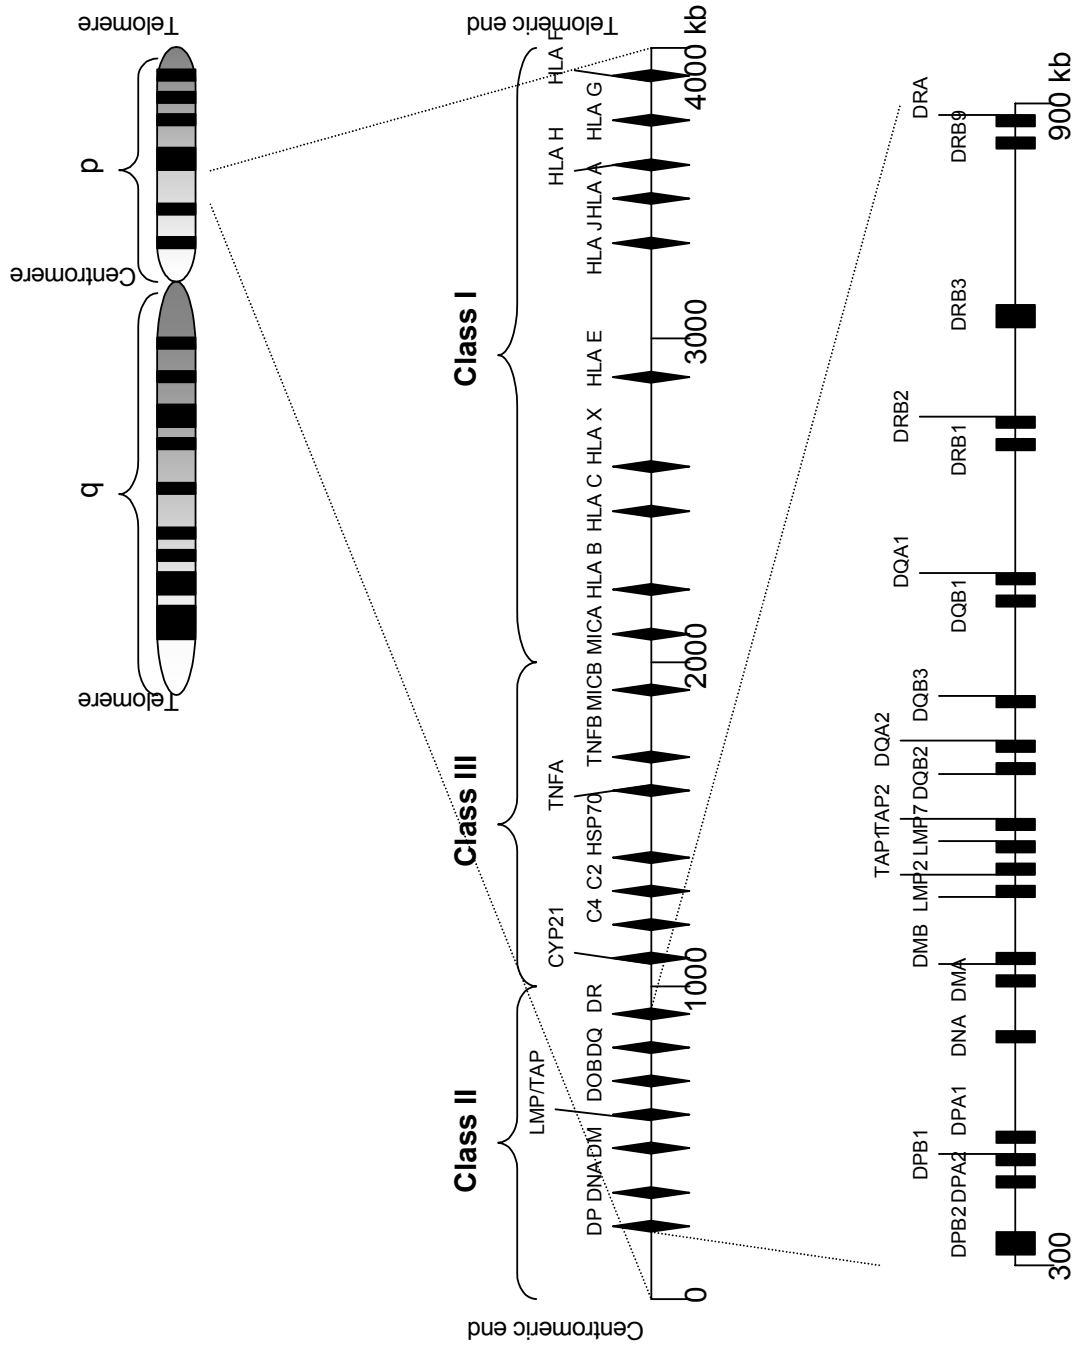 Telomere
q
Centromere
p
Telomere
Class II
Class III
Class I
Centromeric end
Telomeric end
LMP/TAP
CYP21
TNFA
HLA H
HLA F
DP
DNA
DM
DOB
DQ
DR
C4
C2
HSP70
TNFB
MICB
MICA
HLA B
HLA C
HLA X
HLA E
HLA J
HLA A
HLA G
0
1000
2000
3000
4000 kb
TAP1
TAP2
DQA2
DQA1
DRB2
DRA
DPB1
DMB
LMP2
LMP7
DQB2
DQB3
DPB2
DPA2
DPA1
DNA
DMA
DQB1
DRB1
DRB3
DRB9
300
900 kb